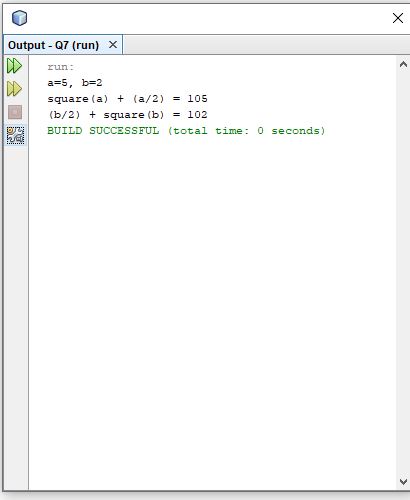 Output - Q7 (run)
run:
a=5, b=2
square(a) + (a/2) = 105
(b/2) + square(b) = 102
BUILD SUCCESSFUL (total time: 0 seconds)